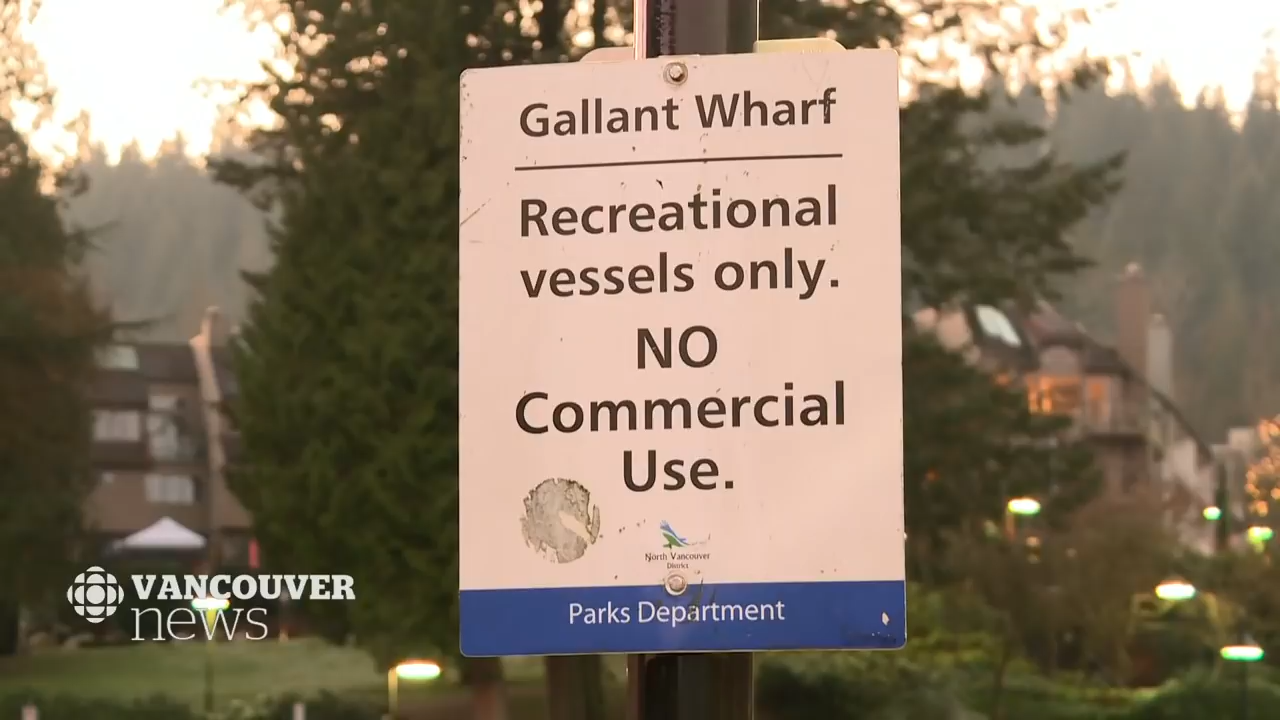 Gallant Wharf
Recreational
vessels only.
NO
Commercial
Use.
North Vancouver
District
Parks Department
VANCOUVER
news